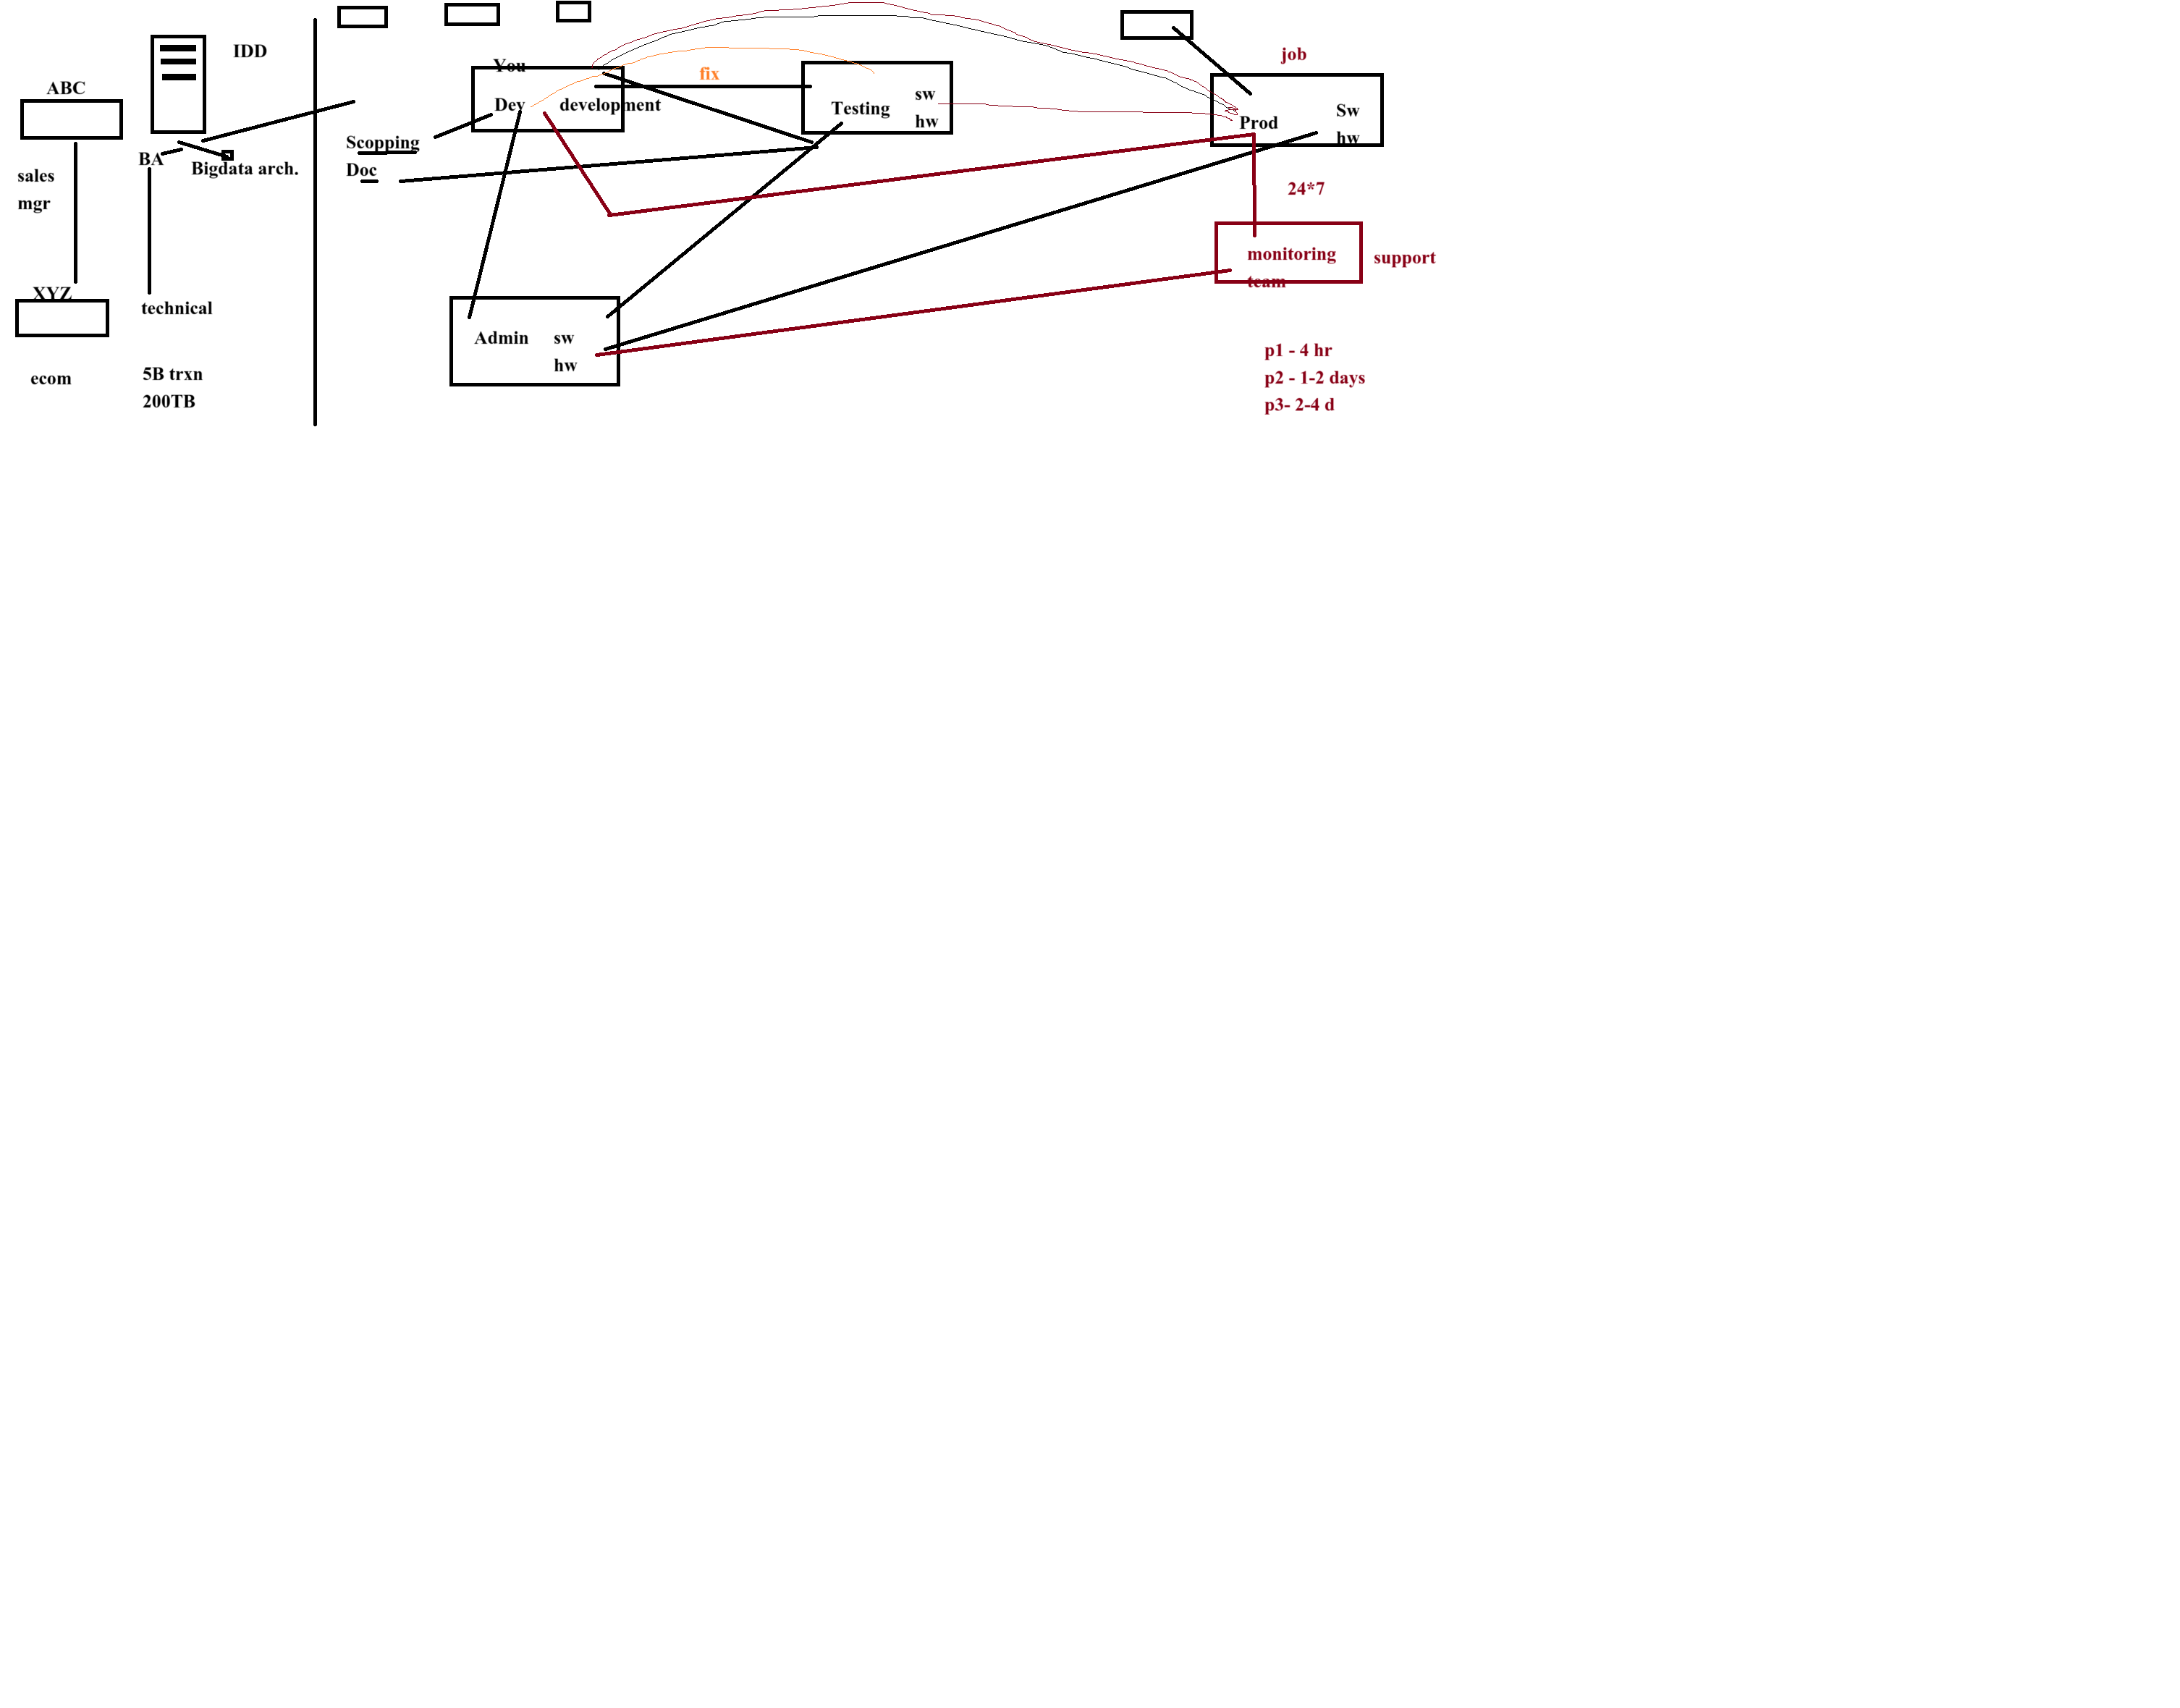 ABC
sales
mgr
XYZ
ecom
IDD
BA
Bigdata arch.
technical
5B trxn
200TB
Scopping
Doc
You
Dev
development
fix
Testing
sw
hw
Admin
sw
hw
job
Prod
Sw
hw
24*7
monitoring
team
support
p1 - 4 hr
p2 - 1-2 days
p3- 2-4 d